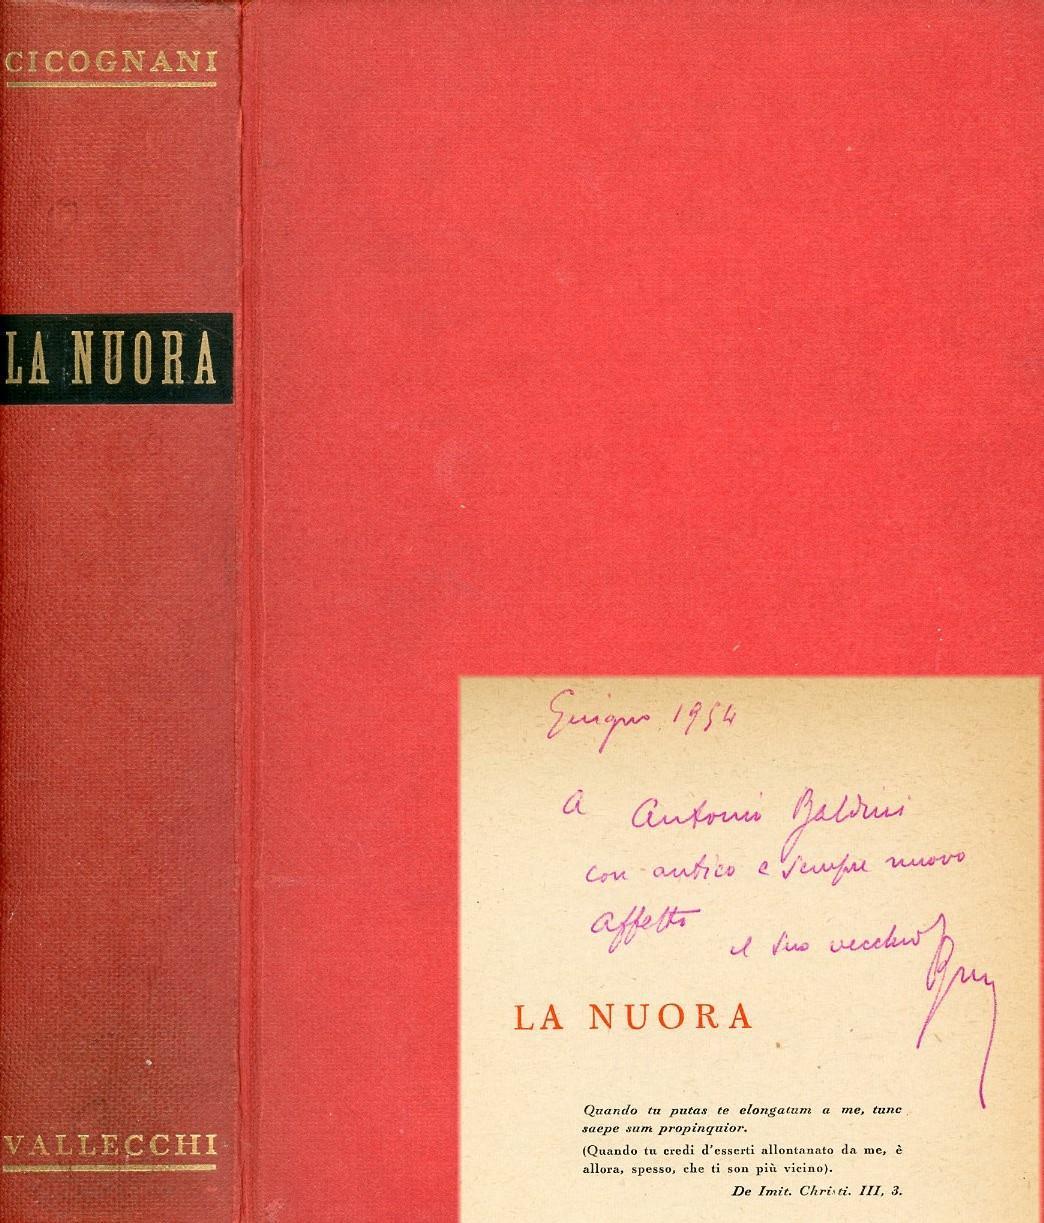 CICOGNANI
LA NUORA
VALLECCHI
Giugno 1954
A Antonio Baldini
con antico e sempre nuovo
affetto
il suo vecchio
LA NUORA
Quando tu putas te elongatum a me, tunc
saepe sum propinquior.
(Quando tu credi d'esserti allontanato da me, è
allora, spesso, che ti son più vicino).
De Imit. Christi. III, 3.